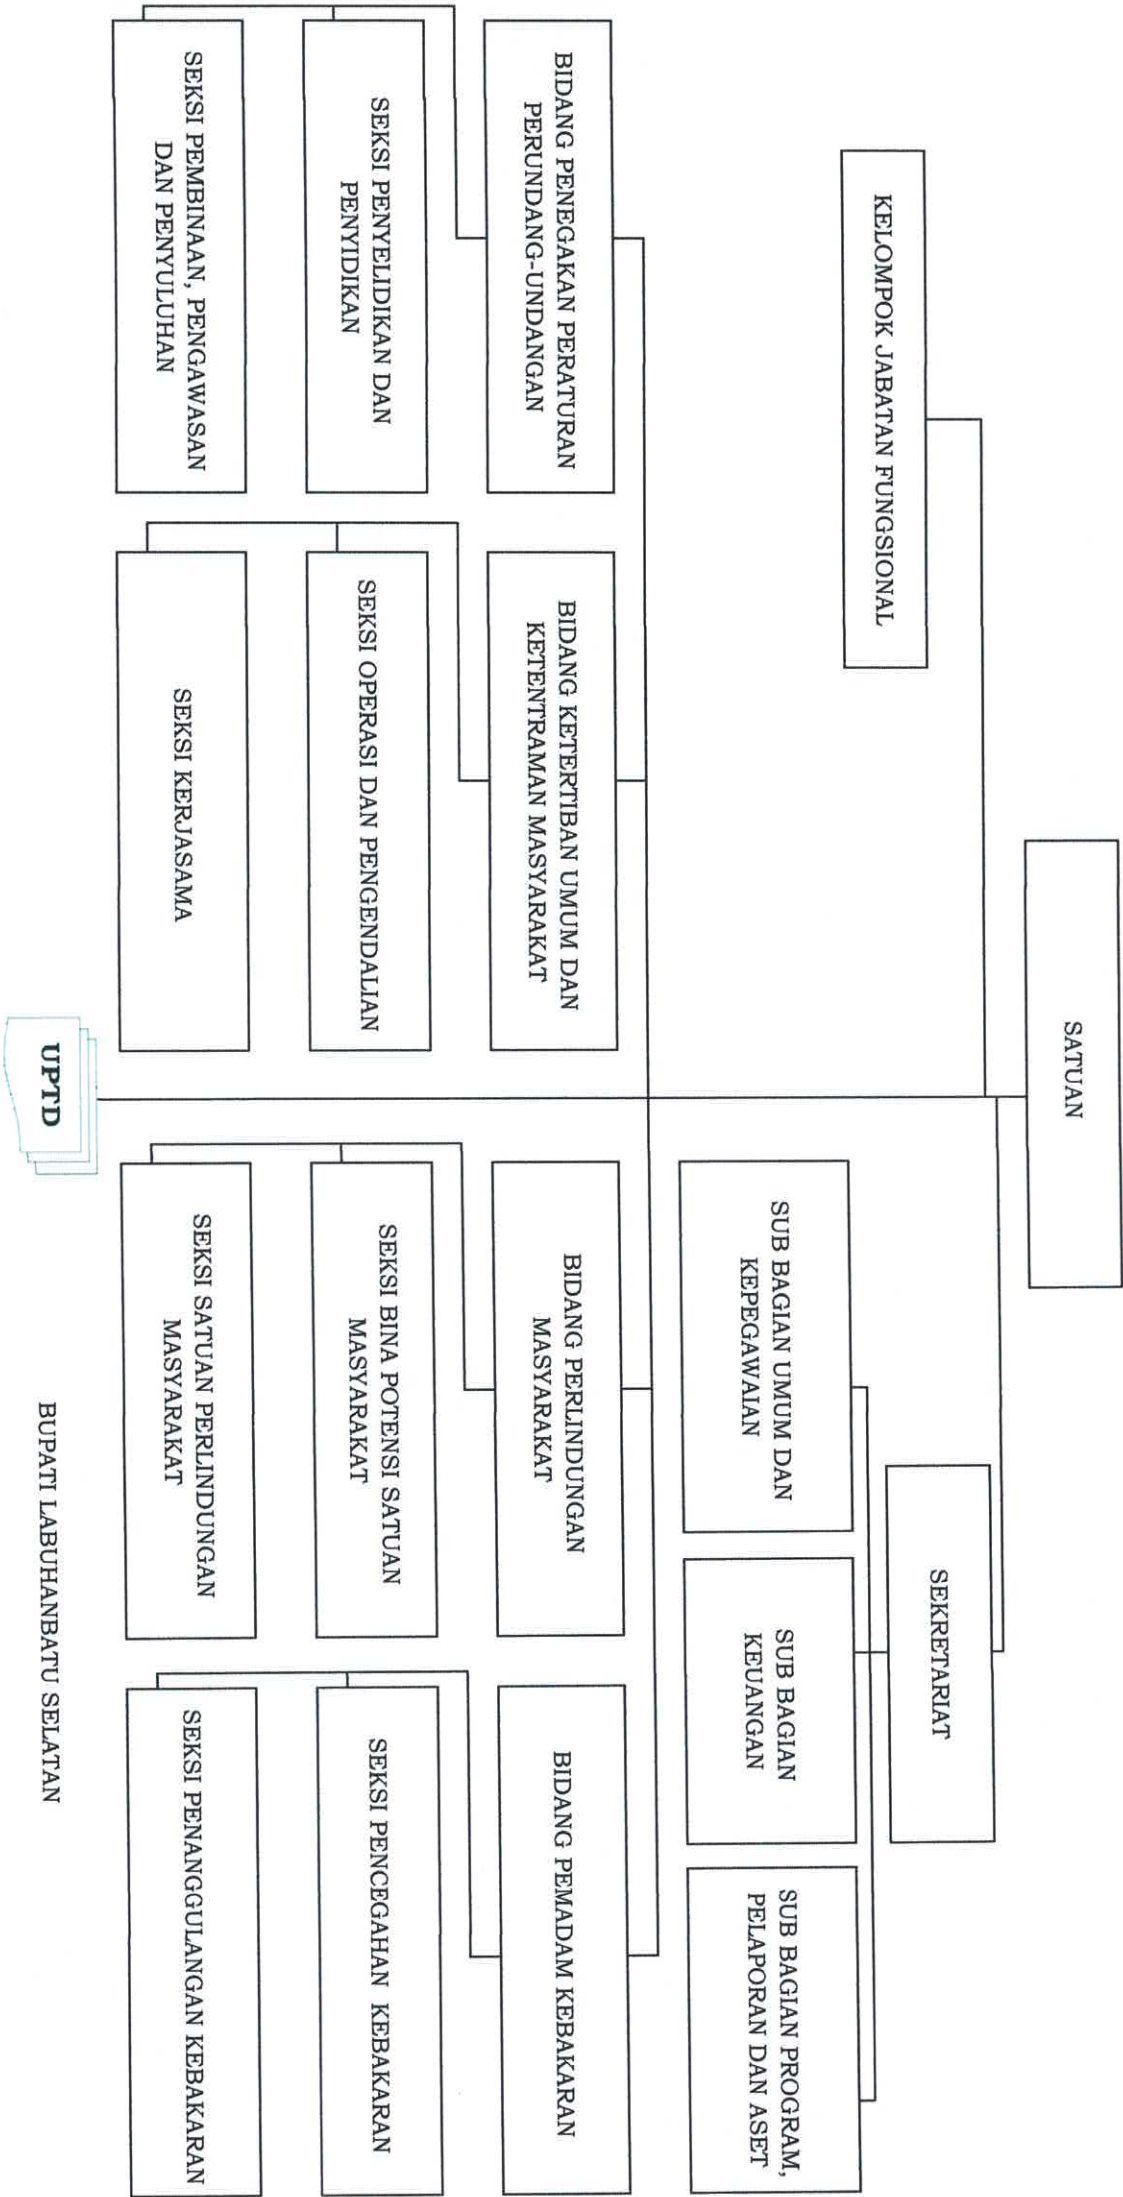 SATUAN
KELOMPOK JABATAN FUNGSIONAL
SEKRETARIAT
SUB BAGIAN UMUM DAN
KEPEGAWAIAN
SUB BAGIAN
KEUANGAN
SUB BAGIAN PROGRAM,
PELAPORAN DAN ASET
BIDANG PENEGAKAN PERATURAN
PERUNDANG-UNDANGAN
BIDANG KETERTIBAN UMUM DAN
KETENTRAMAN MASYARAKAT
BIDANG PERLINDUNGAN
MASYARAKAT
BIDANG PEMADAM KEBAKARAN
SEKSI PENYELIDIKAN DAN
PENYIDIKAN
SEKSI OPERASI DAN PENGENDALIAN
SEKSI BINA POTENSI SATUAN
MASYARAKAT
SEKSI PENCEGAHAN KEBAKARAN
SEKSI PEMBINAAN, PENGAWASAN
DAN PENYULUHAN
SEKSI KERJASAMA
SEKSI SATUAN PERLINDUNGAN
MASYARAKAT
SEKSI PENANGGULANGAN KEBAKARAN
UPTD
BUPATI LABUHANBATU SELATAN